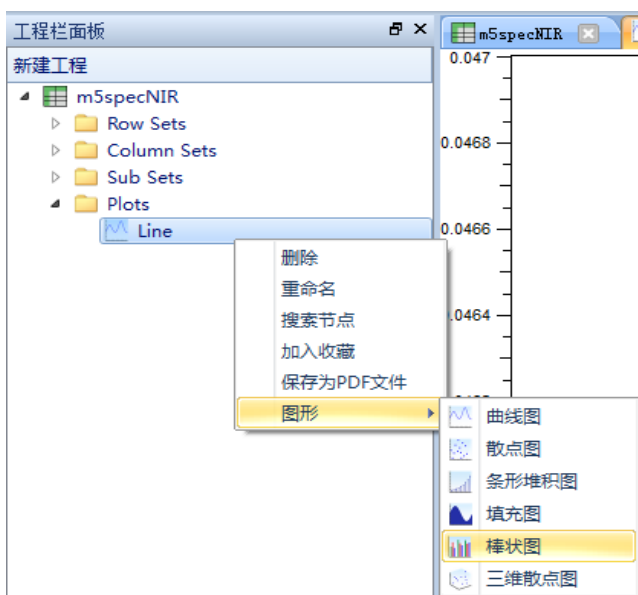 工程栏面板
新建工程
m5specNIR
Row Sets
Column Sets
Sub Sets
Plots
Line
删除
重命名
搜素节点
加入收藏
保存为PDF文件
图形
曲线图
散点图
条形堆积图
填充图
棒状图
三维散点图
m5specNIR
0.047
0.0468
0.0466
.0464